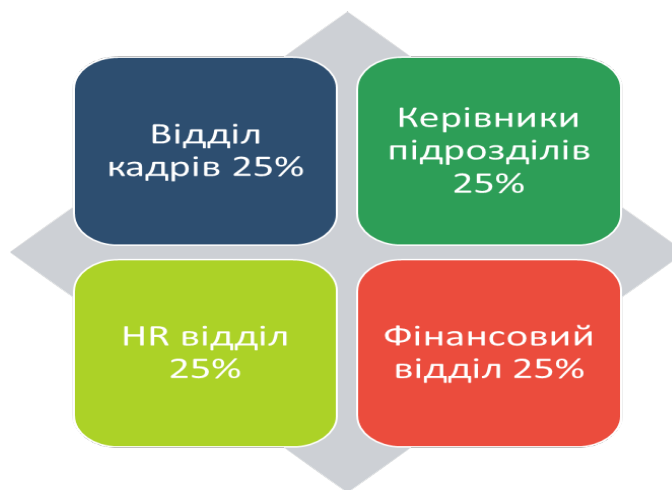 Відділ
кадрів 25%
Керівники
підрозділів
25%
HR відділ
25%
Фінансовий
відділ 25%